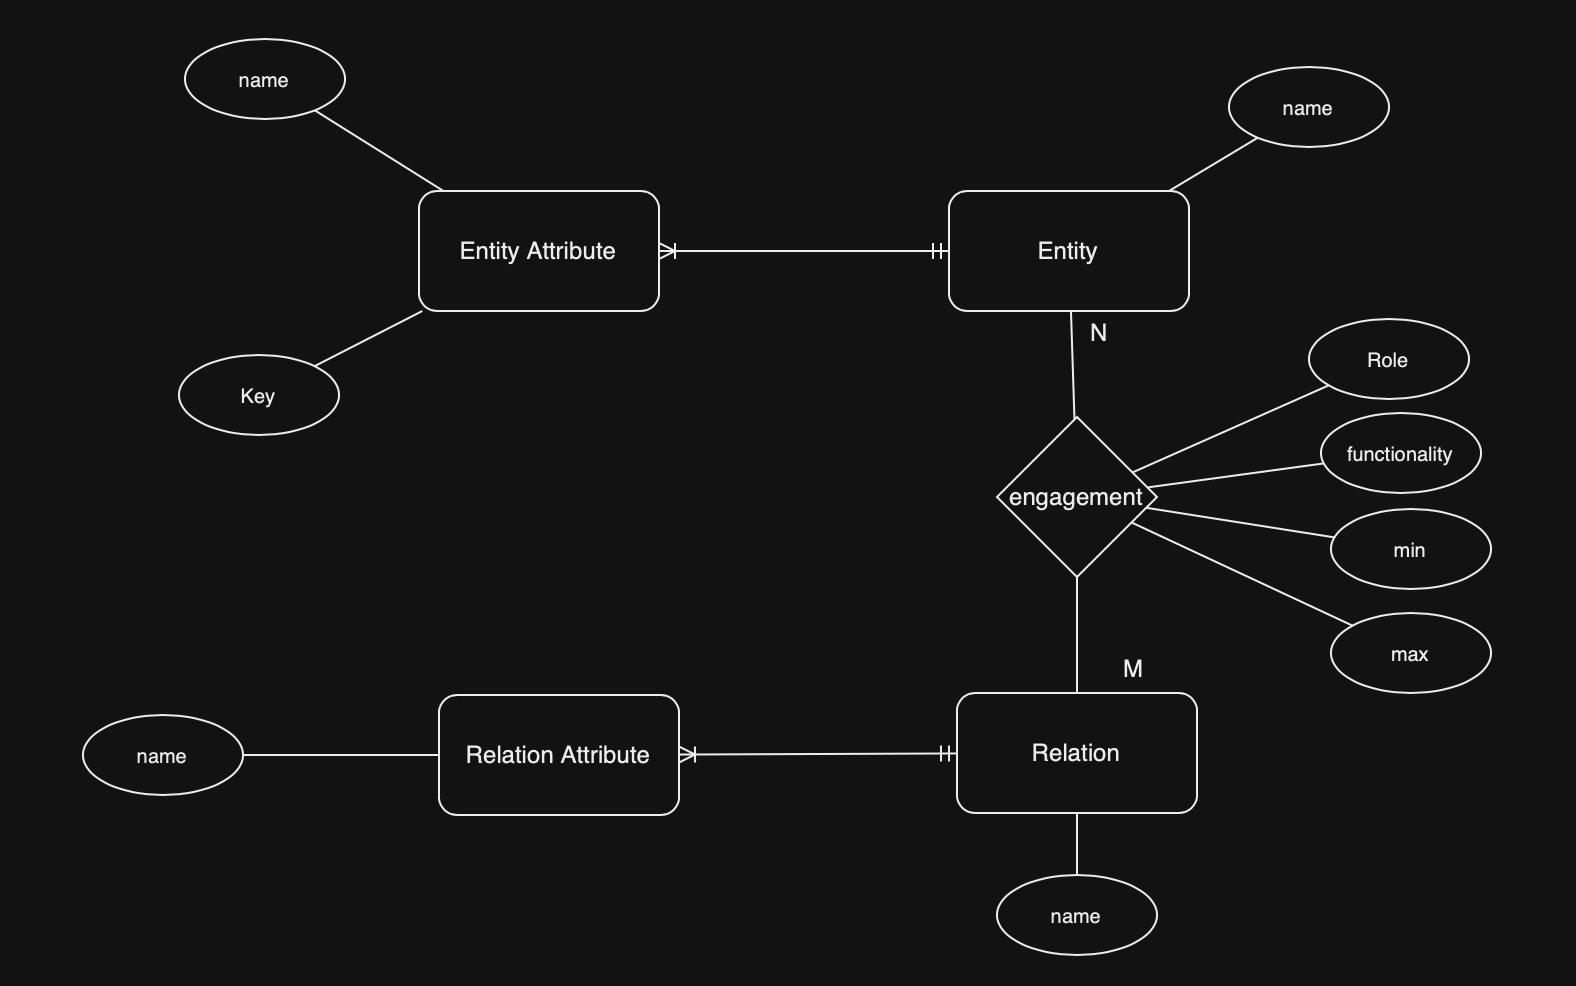 name
name
Entity Attribute
Entity
N
Role
Key
functionality
engagement
min
max
M
name
Relation Attribute
Relation
name